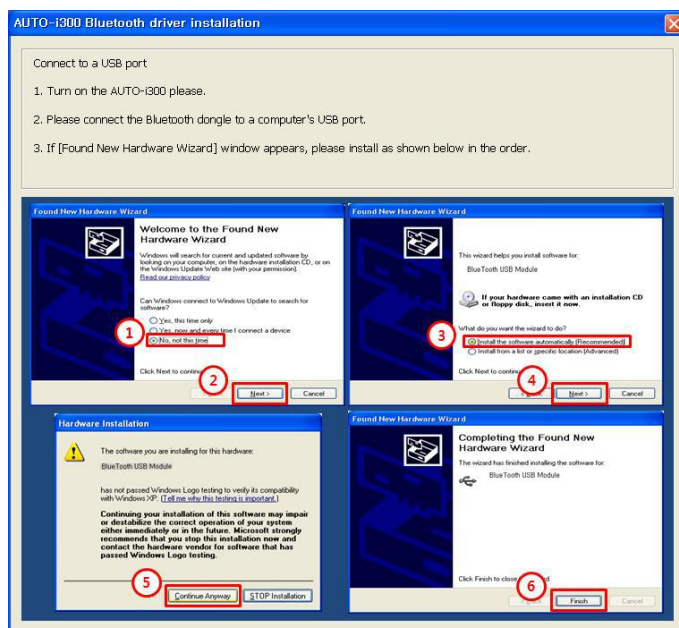 AUTO-i300 Bluetooth driver installation
Connect to a USB port
1. Turn on the AUTO-i300 please.
2. Please connect the Bluetooth dongle to a computer's USB port.
3. If [Found New Hardware Wizard] window appears, please install as shown below in the order.
Found New Hardware Wizard
Welcome to the Found New
Hardware Wizard
Windows will search for current and updated software by
looking on your computer, on the hardware installation CD, or on
the Windows Update Web site (with your permission).
Read our privacy policy
Can Windows connect to Windows Update to search for
software?
Yes, this time only
Yes, now and every time I connect a device
1
No, not this time
Click Next to continue
2
Next >
Cancel
Found New Hardware Wizard
This wizard helps you install software for:
BlueTooth USB Module
If your hardware came with an installation CD
or floppy disk, insert it now.
What do you want the wizard to do?
3
Install the software automatically (Recommended)
Install from a list or specific location (Advanced)
Click Next to continue
4
Next >
Cancel
Hardware Installation
The software you are installing for this hardware:
BlueTooth USB Module
has not passed Windows Logo testing to verify its compatibility
with Windows XP. (Tell me why this testing is important.)
Continuing your installation of this software may impair
or destabilize the correct operation of your system
either immediately or in the future. Microsoft strongly
recommends that you stop this installation now and
contact the hardware vendor for software that has
passed Windows Logo testing.
5
Continue Anyway
STOP Installation
Found New Hardware Wizard
Completing the Found New
Hardware Wizard
The wizard has finished installing the software for:
BlueTooth USB Module
Click Finish to close
6
Finish
Cancel